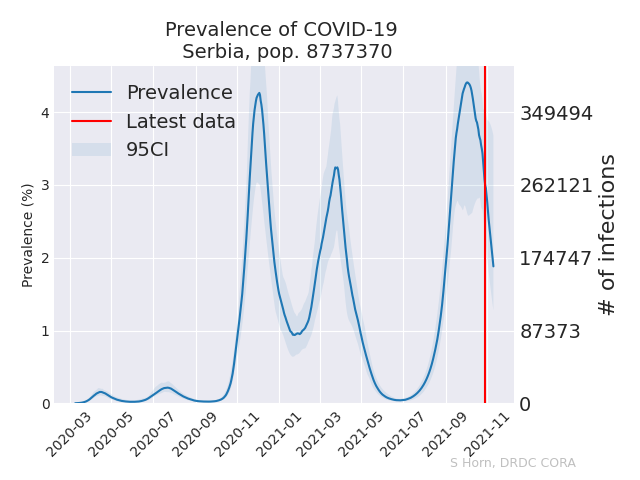 Prevalence of COVID-19
Serbia, pop. 8737370
Prevalence
Latest data
95CI
Prevalence (%)
4
3
2
1
0
349494
262121
174747
87373
0
# of infections
2020-03
2020-05
2020-07
2020-09
2020-11
2021-01
2021-03
2021-05
2021-07
2021-09
2021-11
S Horn, DRDC CORA